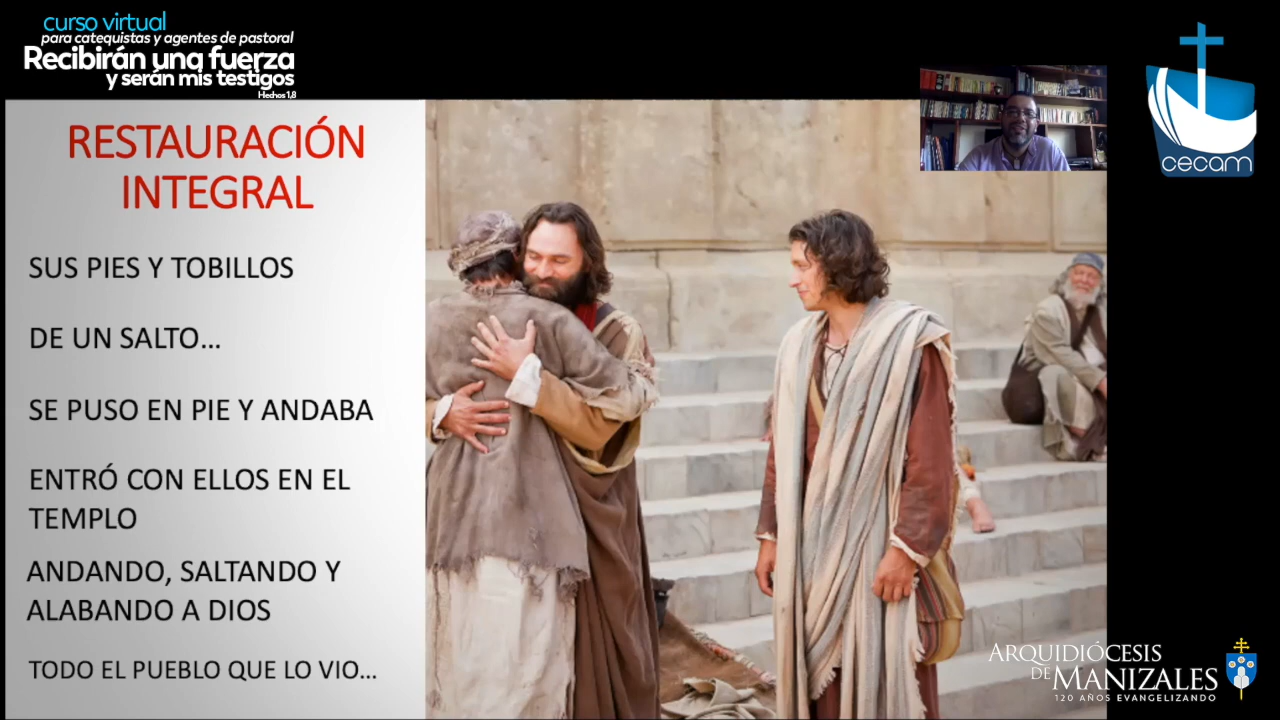 curso virtual
para catequistas y agentes de pastoral
Recibirán una fuerza
y serán mis testigos
Hechos 1,8
cecam
RESTAURACIÓN
INTEGRAL
SUS PIES Y TOBILLOS
DE UN SALTO...
SE PUSO EN PIE Y ANDABA
ENTRÓ CON ELLOS EN EL
TEMPLO
ANDANDO, SALTANDO Y
ALABANDO A DIOS
TODO EL PUEBLO QUE LO VIO...
ARQUIDIÓCESIS
DE MANIZALES
120 AÑOS EVANGELIZANDO